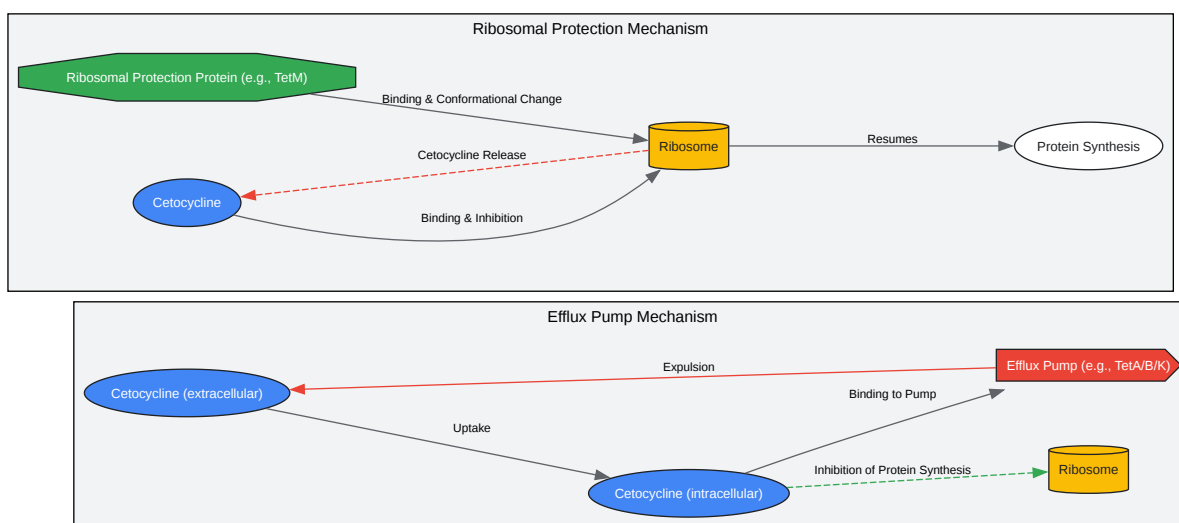 Ribosomal Protection Mechanism
Ribosomal Protection Protein (e.g., TetM)
Binding & Conformational Change
Ribosome
Resumes
Protein Synthesis
Cetocycline Release
Cetocycline
Binding & Inhibition
Efflux Pump Mechanism
Expulsion
Efflux Pump (e.g., TetA/B/K)
Cetocycline (extracellular)
Binding to Pump
Uptake
Inhibition of Protein Synthesis
Ribosome
Cetocycline (intracellular)